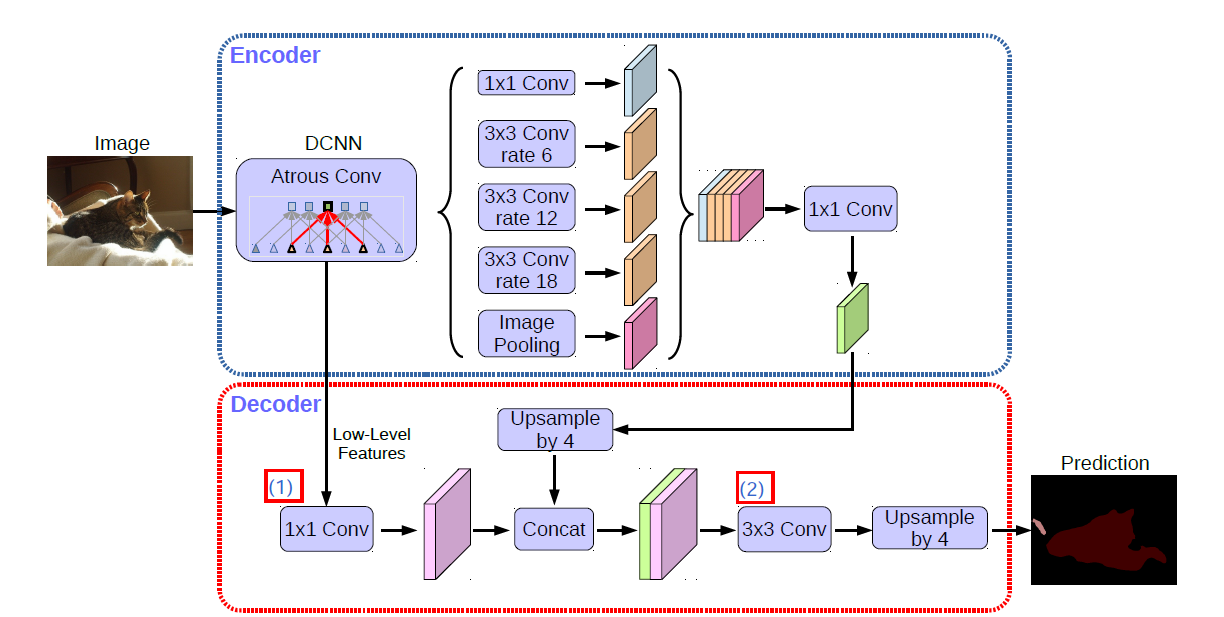 Encoder
Image
DCNN
Atrous Conv
1x1 Conv
3x3 Conv
rate 6
3x3 Conv
rate 12
3x3 Conv
rate 18
Image
Pooling
1x1 Conv
Decoder
Low-Level
Features
Upsample
by 4
(1)
1x1 Conv
Concat
(2)
3x3 Conv
Upsample
by 4
Prediction